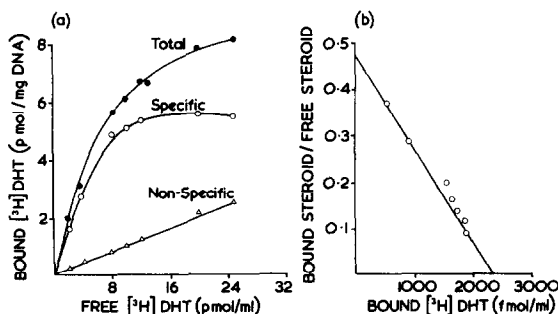 (a)
BOUND [³H] DHT (pmol/mg DNA)
8
6
4
2
Total
Specific
Non-Specific
0 8 16 24 32
FREE [³H] DHT (pmol/ml)
(b)
BOUND STEROID/FREE STEROID
0·5
0·4
0·3
0·2
0·1
0 1000 2000 3000
BOUND [³H] DHT (fmol/ml)